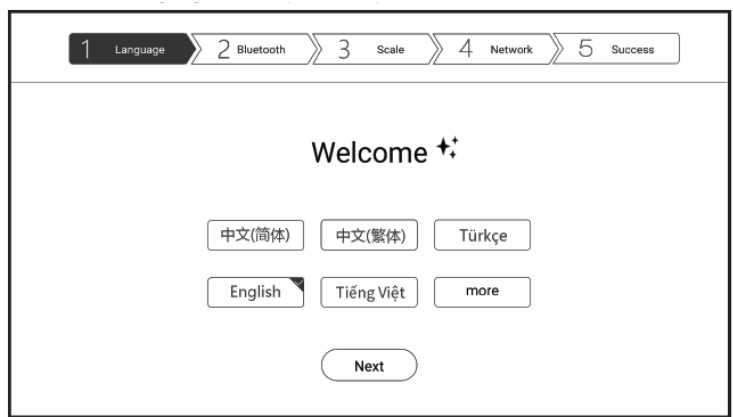 1 Language 2 Bluetooth 3 Scale 4 Network 5 Success
Welcome
中文(简体) 中文(繁体) Türkçe
English Tiếng Việt more
Next